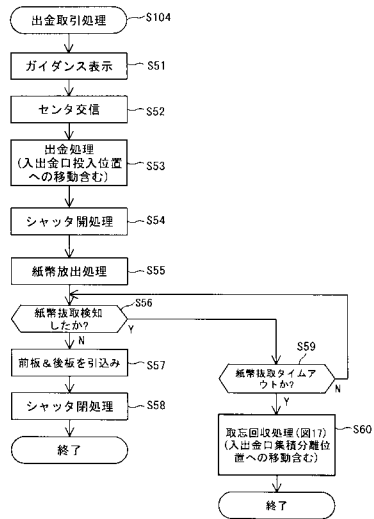 出金取引処理
S104
ガイダンス表示
S51
センタ交信
S52
出金処理
(入出金口投入位置
への移動含む)
S53
シャッタ開処理
S54
紙幣放出処理
S55
紙幣抜取検知
したか?
S56
Y
N
前板&後板を引込み
S57
シャッタ閉処理
S58
終了
紙幣抜取タイムア
ウトか?
S59
N
Y
取忘回収処理(図17)
(入出金口集積分離位
置への移動含む)
S60
終了